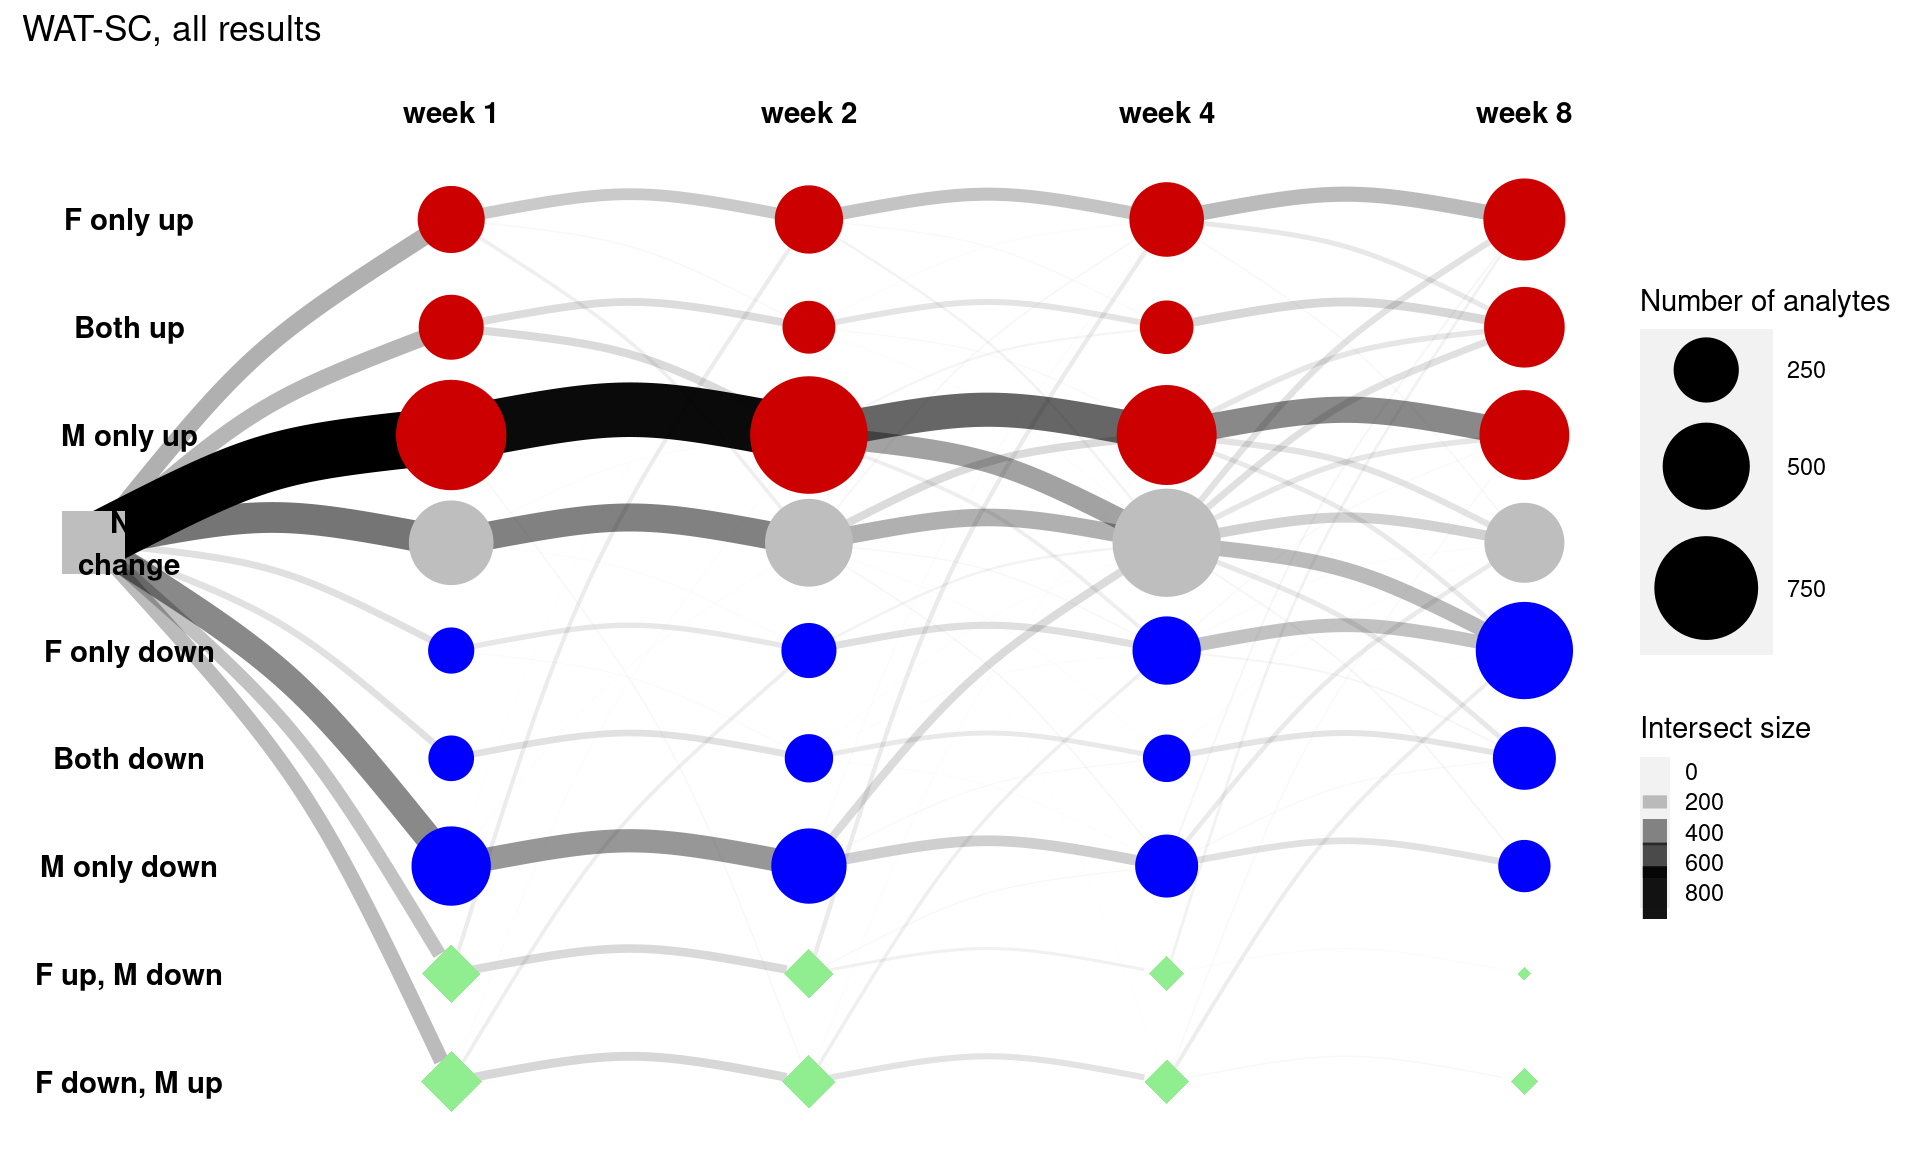 WAT-SC, all results
week 1
week 2
week 4
week 8
F only up
Both up
M only up
change
F only down
Both down
M only down
F up, M down
F down, M up
Number of analytes
250
500
750
Intersect size
0
200
400
600
800